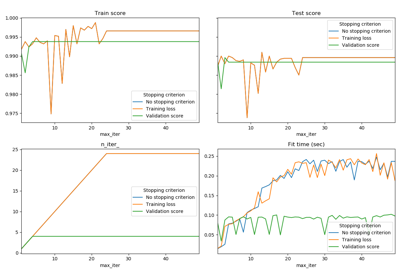 Train score
1.000
0.995
0.990
0.985
0.980
0.975
Stopping criterion
No stopping criterion
Training loss
Validation score
10 20 30 40
max_iter
Test score
Stopping criterion
No stopping criterion
Training loss
Validation score
10 20 30 40
max_iter
n_iter_
25
20
15
10
5
0
Stopping criterion
No stopping criterion
Training loss
Validation score
10 20 30 40
max_iter
Fit time (sec)
0.25
0.20
0.15
0.10
0.05
Stopping criterion
No stopping criterion
Training loss
Validation score
10 20 30 40
max_iter